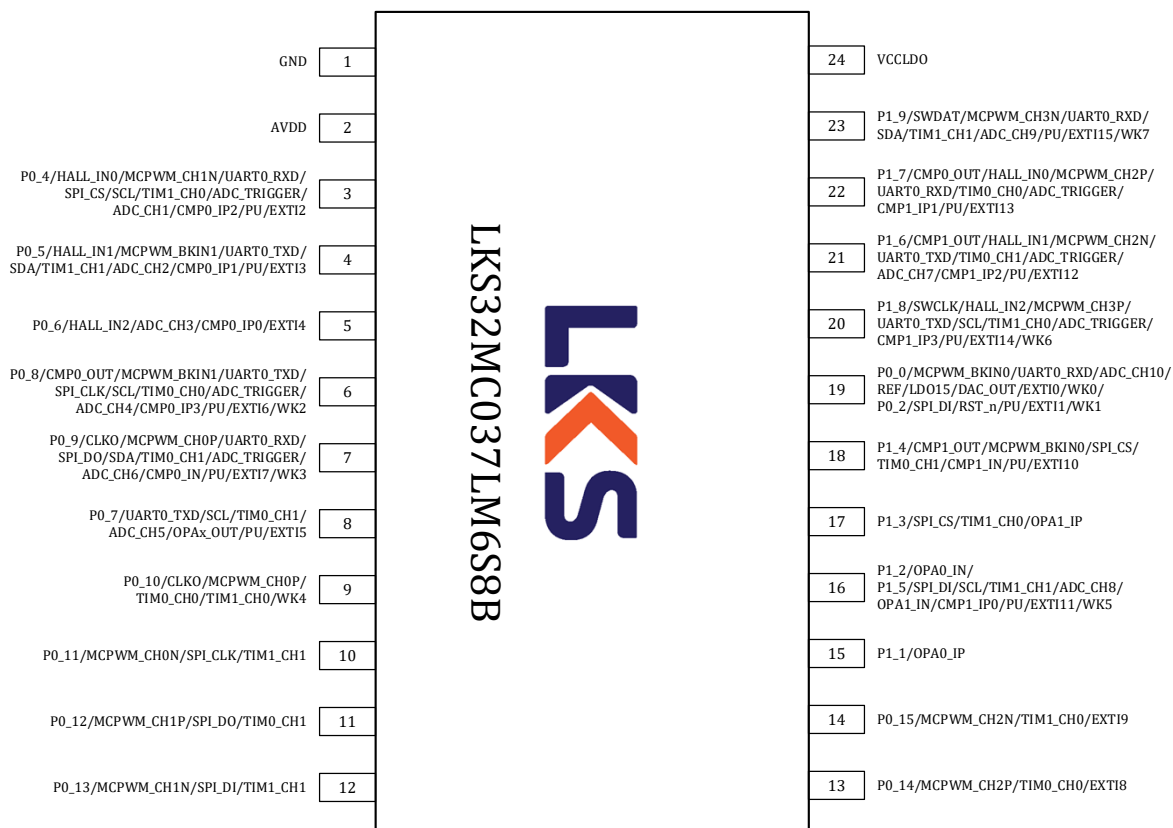 GND
1
AVDD
2
P0_4/HALL_IN0/MCPWM_CH1N/UART0_RXD/
SPI_CS/SCL/TIM1_CH0/ADC_TRIGGER/
ADC_CH1/CMP0_IP2/PU/EXTI2
3
P0_5/HALL_IN1/MCPWM_BKIN1/UART0_TXD/
SDA/TIM1_CH1/ADC_CH2/CMP0_IP1/PU/EXTI3
4
P0_6/HALL_IN2/ADC_CH3/CMP0_IP0/EXTI4
5
P0_8/CMP0_OUT/MCPWM_BKIN1/UART0_TXD/
SPI_CLK/SCL/TIM0_CH0/ADC_TRIGGER/
ADC_CH4/CMP0_IP3/PU/EXTI6/WK2
6
P0_9/CLKO/MCPWM_CH0P/UART0_RXD/
SPI_DO/SDA/TIM0_CH1/ADC_TRIGGER/
ADC_CH6/CMP0_IN/PU/EXTI7/WK3
7
P0_7/UART0_TXD/SCL/TIM0_CH1/
ADC_CH5/OPAx_OUT/PU/EXTI5
8
P0_10/CLKO/MCPWM_CH0P/
TIM0_CH0/TIM1_CH0/WK4
9
P0_11/MCPWM_CH0N/SPI_CLK/TIM1_CH1
10
P0_12/MCPWM_CH1P/SPI_DO/TIM0_CH1
11
P0_13/MCPWM_CH1N/SPI_DI/TIM1_CH1
12
LKS32MC037LM6S8B
LKS
24
VCCLDO
23
P1_9/SWDAT/MCPWM_CH3N/UART0_RXD/
SDA/TIM1_CH1/ADC_CH9/PU/EXTI15/WK7
22
P1_7/CMP0_OUT/HALL_IN0/MCPWM_CH2P/
UART0_RXD/TIM0_CH0/ADC_TRIGGER/
CMP1_IP1/PU/EXTI13
21
P1_6/CMP1_OUT/HALL_IN1/MCPWM_CH2N/
UART0_TXD/TIM0_CH1/ADC_TRIGGER/
ADC_CH7/CMP1_IP2/PU/EXTI12
20
P1_8/SWCLK/HALL_IN2/MCPWM_CH3P/
UART0_TXD/SCL/TIM1_CH0/ADC_TRIGGER/
CMP1_IP3/PU/EXTI14/WK6
19
P0_0/MCPWM_BKIN0/UART0_RXD/ADC_CH10/
REF/LDO15/DAC_OUT/EXTI0/WK0/
P0_2/SPI_DI/RST_n/PU/EXTI1/WK1
18
P1_4/CMP1_OUT/MCPWM_BKIN0/SPI_CS/
TIM0_CH1/CMP1_IN/PU/EXTI10
17
P1_3/SPI_CS/TIM1_CH0/OPA1_IP
16
P1_2/OPA0_IN/
P1_5/SPI_DI/SCL/TIM1_CH1/ADC_CH8/
OPA1_IN/CMP1_IP0/PU/EXTI11/WK5
15
P1_1/OPA0_IP
14
P0_15/MCPWM_CH2N/TIM1_CH0/EXTI9
13
P0_14/MCPWM_CH2P/TIM0_CH0/EXTI8